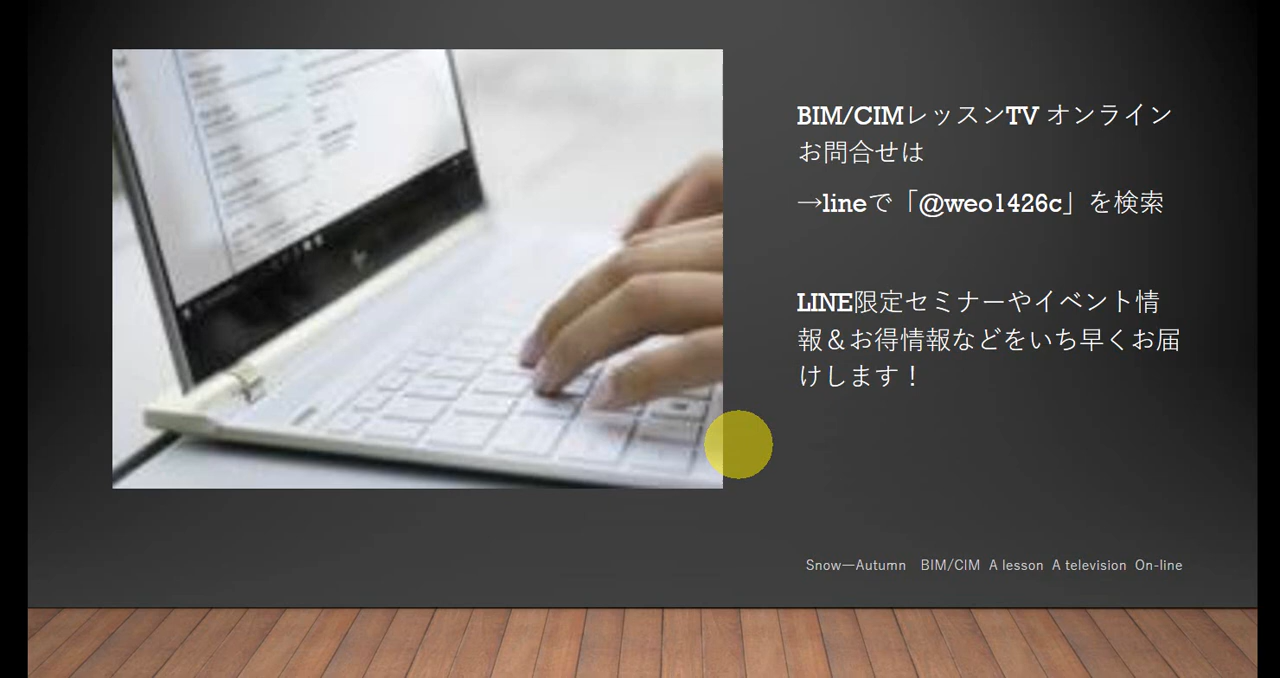 BIM/CIMレッスンTV オンライン
お問合せは
→lineで「@weo1426c」を検索
LINE限定セミナーやイベント情
報＆お得情報などをいち早くお届
けします！
Snow—Autumn　BIM/CIM A lesson A television On-line